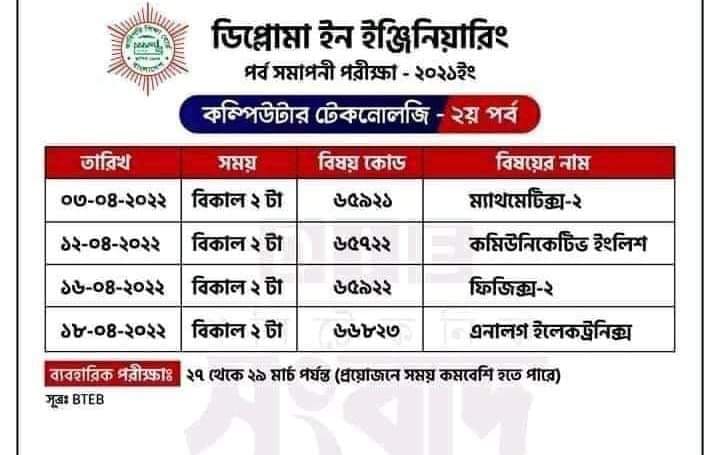 ডিপ্লোমা ইন ইঞ্জিনিয়ারিং
পর্ব সমাপনী পরীক্ষা - ২০২১ইং
কম্পিউটার টেকনোলজি - ২য় পর্ব
তারিখ সময় বিষয় কোড বিষয়ের নাম
০৩-০৪-২০২২ বিকাল ২ টা ৬৫৯২১ ম্যাথমেটিক্স-২
১২-০৪-২০২২ বিকাল ২ টা ৬৫৭২২ কমিউনিকেটিভ ইংলিশ
১৬-০৪-২০২২ বিকাল ২ টা ৬৫৯২২ ফিজিক্স-২
১৮-০৪-২০২২ বিকাল ২ টা ৬৬৮২৩ এনালগ ইলেকট্রনিক্স
ব্যবহারিক পরীক্ষাঃ ২৭ থেকে ২৯ মার্চ পর্যন্ত (প্রয়োজনে সময় কমবেশি হতে পারে)
সূত্রঃ BTEB
সংবাদ